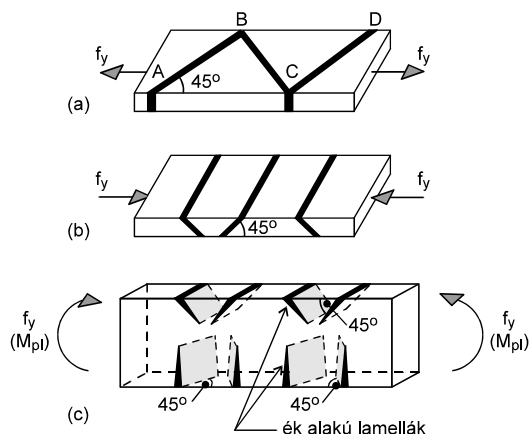 B
D
f_y
A
45°
C
f_y
(a)
f_y
45°
f_y
(b)
45°
f_y
(M_pl)
f_y
(M_pl)
45°
45°
(c)
ék alakú lamellák